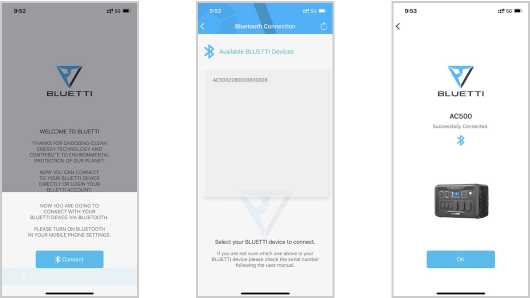 9:52
5G
BLUETTI
WELCOME TO BLUETTI
THANKS FOR CHOOSING CLEAN
ENERGY TECHNOLOGY AND
CONTRIBUTE TO ENVIRONMENTAL
PROTECTION OF OUR PLANET.
NOW YOU CAN CONNECT
TO YOUR BLUETTI DEVICE
DIRECTLY OR LOGIN YOUR
BLUETTI ACCOUNT.
NOW YOU ARE GOING TO
CONNECT WITH YOUR
BLUETTI DEVICE VIA BLUETOOTH.
PLEASE TURN ON BLUETOOTH
IN YOUR MOBILE PHONE SETTINGS.
Connect
9:52
5G
Bluetooth Connection
Available BLUETTI Devices
Select your BLUETTI device to connect.
If you are not sure which one above is your
BLUETTI device please check the serial number
following the user manual.
9:53
5G
BLUETTI
AC500
Successfully Connected
OK